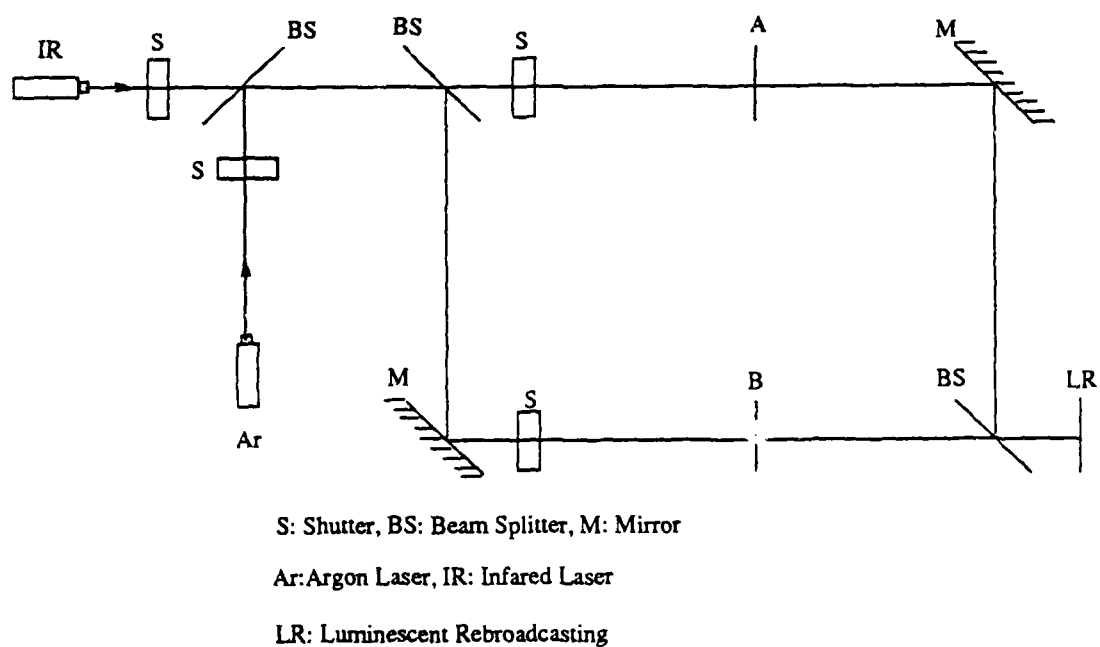 BS
BS
A
M
IR
S
S
S
M
B
BS
LR
S
Ar
S: Shutter, BS: Beam Splitter, M: Mirror
Ar:Argon Laser, IR: Infared Laser
LR: Luminescent Rebroadcasting